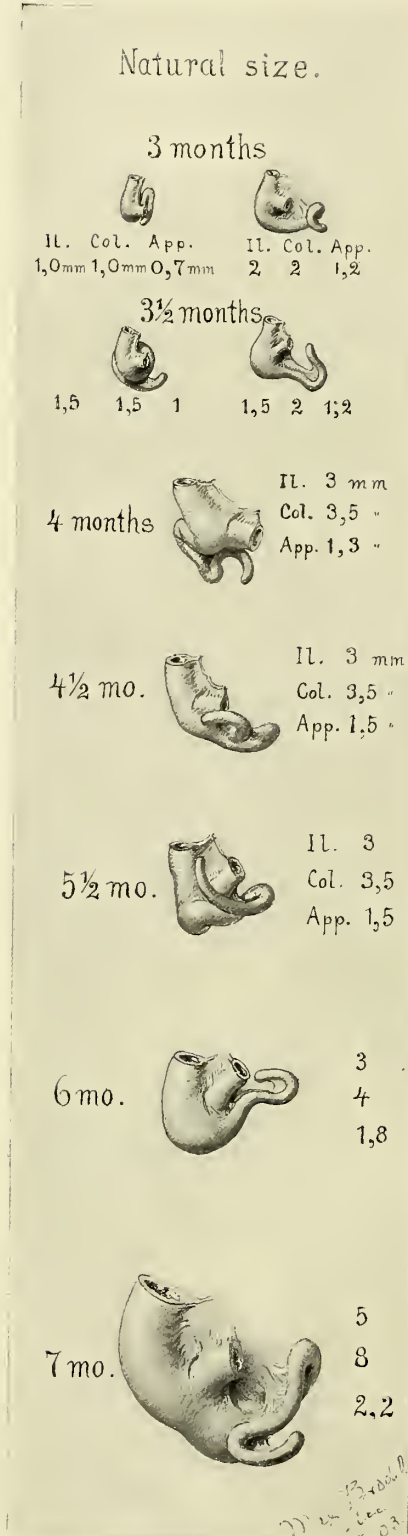 Natural size.
3 months
Il. Col. App. Il. Col. App.
1,0mm 1,0mm 0,7mm 2 2 1,2
3½ months
1,5 1,5 1 1,5 2 1,2
4 months
Il. 3 mm
Col. 3,5 "
App. 1,3 "
4½ mo.
Il. 3 mm
Col. 3,5 "
App. 1,5 "
5½ mo.
Il. 3
Col. 3,5
App. 1,5
6 mo.
3
4
1,8
7 mo.
5
8
2,2